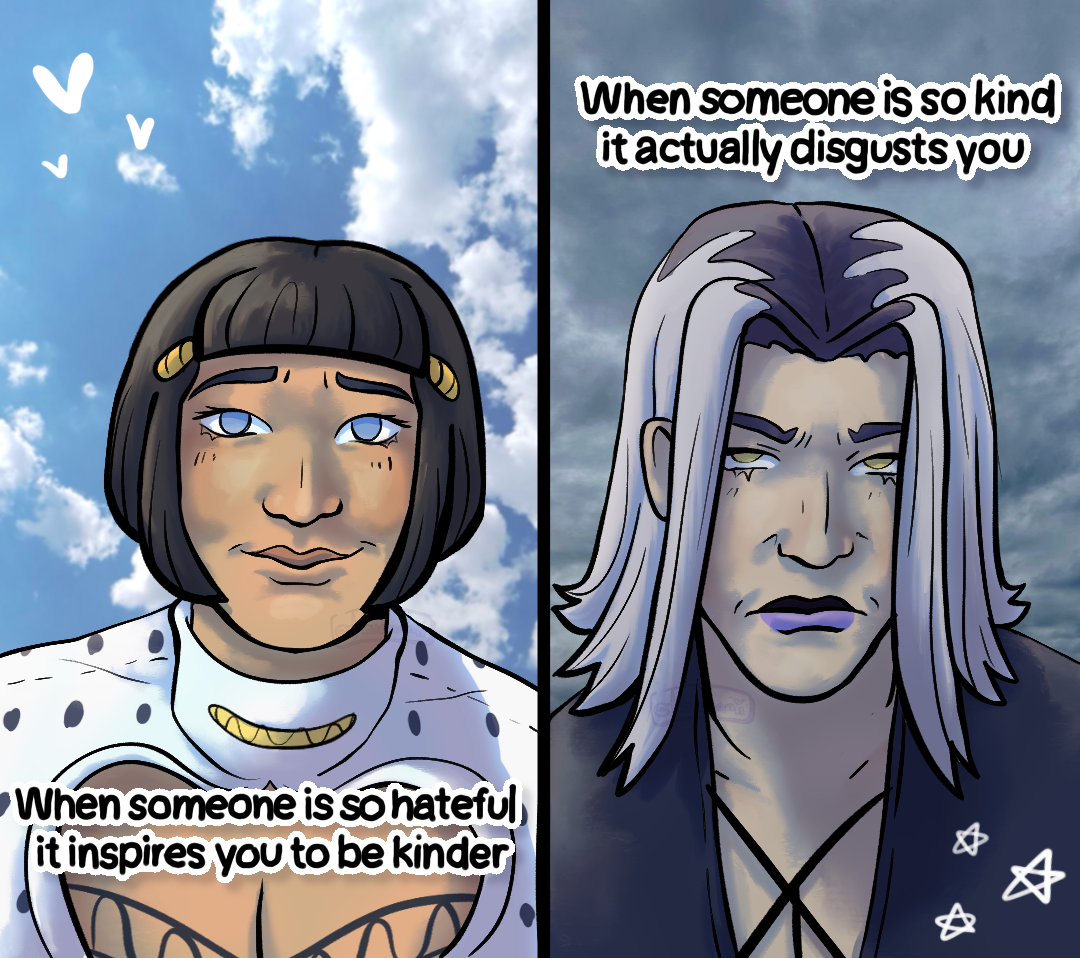 When someone is so hateful
it inspires you to be kinder
When someone is so kind
it actually disgusts you